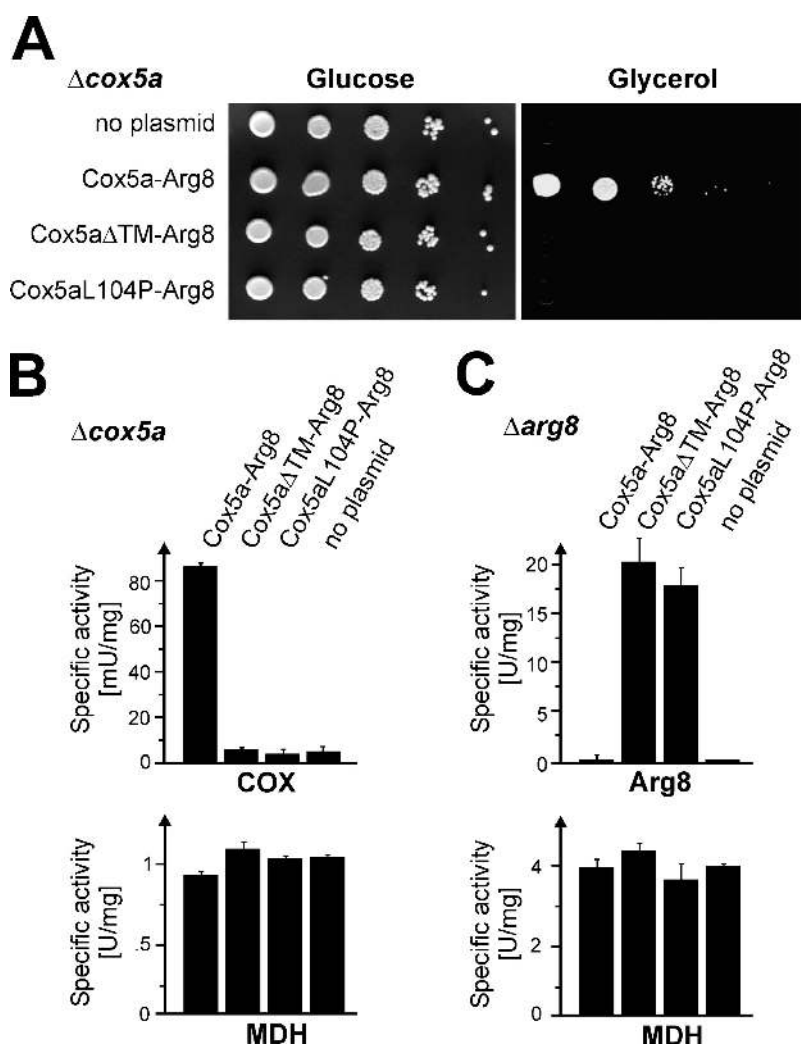 A
Δcox5a Glucose Glycerol
no plasmid
Cox5a-Arg8
Cox5aΔTM-Arg8
Cox5aL104P-Arg8
B
Δcox5a
Cox5a-Arg8
Cox5aΔTM-Arg8
Cox5aL104P-Arg8
no plasmid
Specific activity
[mU/mg]
80
60
40
20
0
COX
Specific activity
[U/mg]
1
.5
0
MDH
C
Δarg8
Cox5a-Arg8
Cox5aΔTM-Arg8
Cox5aL104P-Arg8
no plasmid
Specific activity
[U/mg]
20
15
10
5
0
Arg8
Specific activity
[U/mg]
4
2
0
MDH